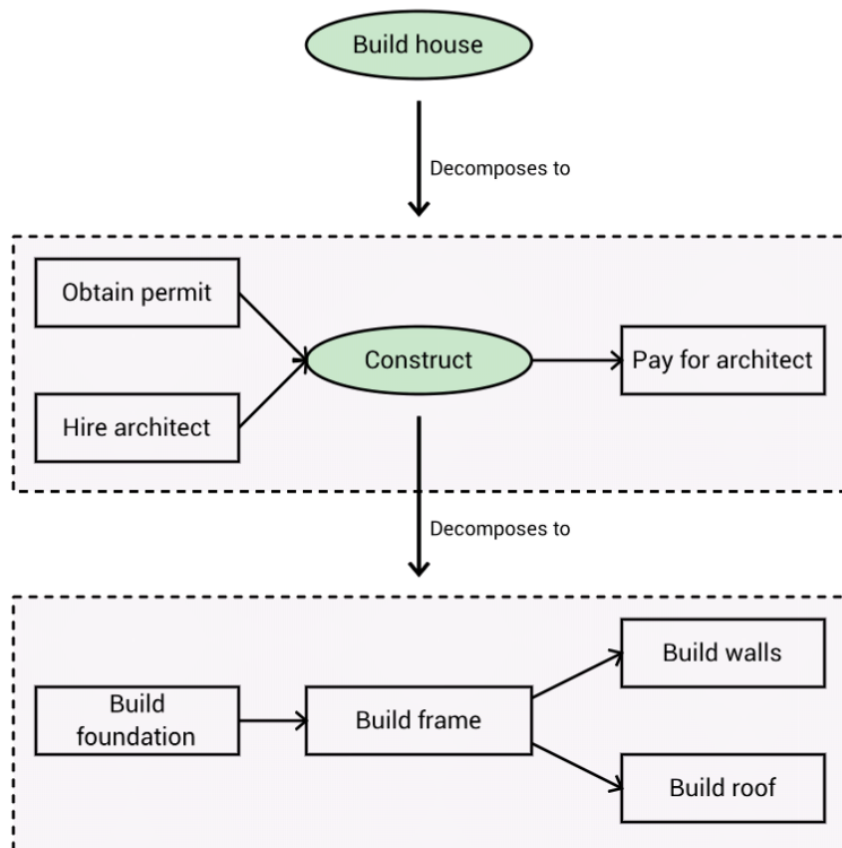 Build house
Decomposes to
Obtain permit
Hire architect
Construct
Pay for architect
Decomposes to
Build
foundation
Build frame
Build walls
Build roof